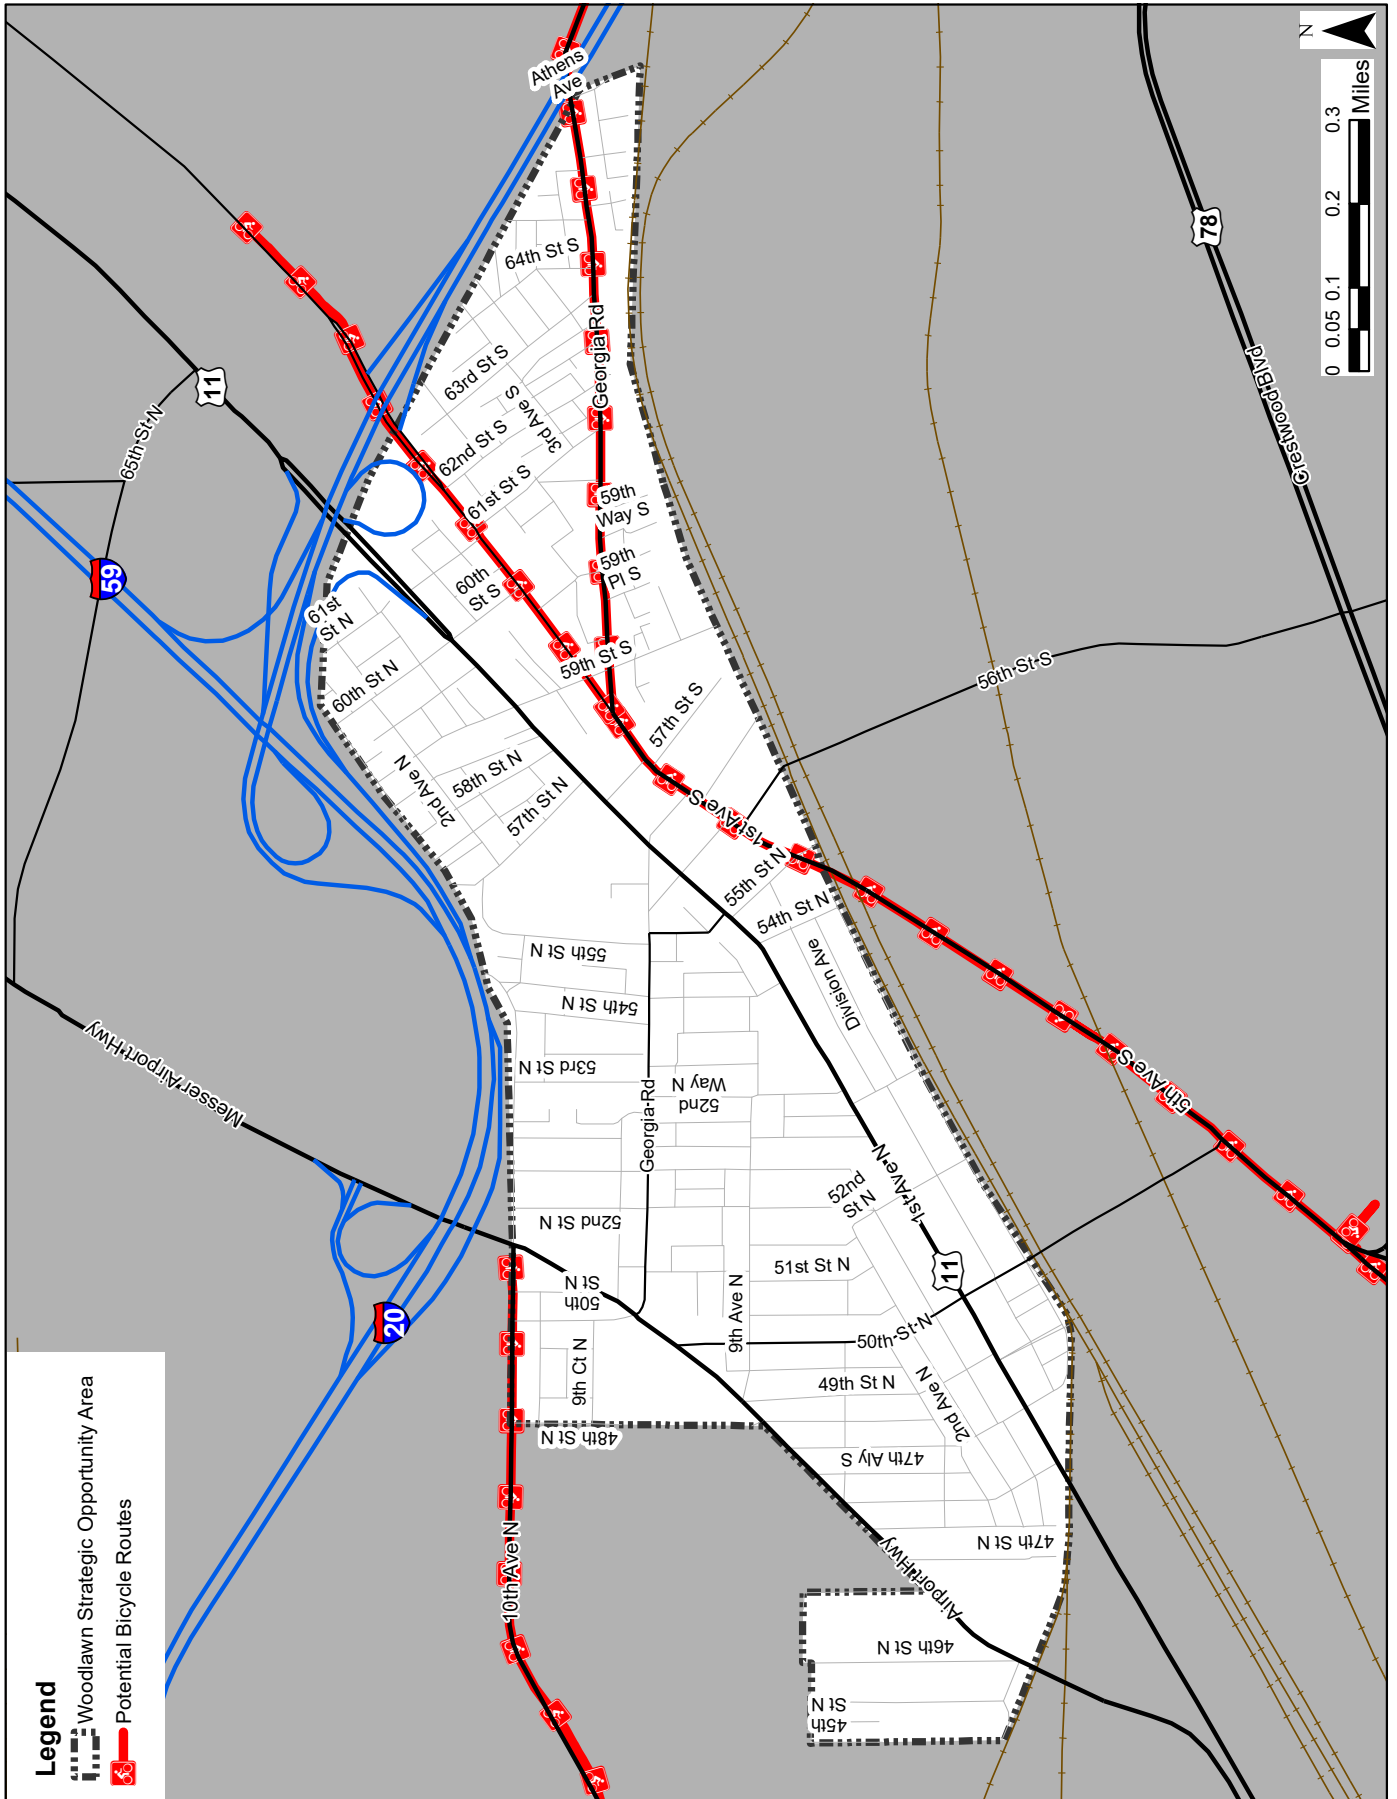 Legend
Woodlawn Strategic Opportunity Area
Potential Bicycle Routes
N
0 0.05 0.1 0.2 0.3
Miles
59
20
11
11
78
65th St N
Messer Airport Hwy
Athens
Ave
64th St S
63rd St S
3rd Ave S
62nd St S
61st St S
60th
St S
Georgia Rd
59th
Way S
59th
Pl S
59th St S
57th St S
61st
St N
60th St N
2nd Ave N
58th St N
57th St N
1st Ave S
56th St S
Crestwood Blvd
55th St N
54th St N
Division Ave
55th St N
54th St N
53rd St N
52nd
Way N
Georgia Rd
52nd St N
50th
St N
9th Ct N
48th St N
9th Ave N
51st St N
52nd
St N
1st Ave N
50th St N
49th St N
2nd Ave N
47th Aly S
47th St N
Airport Hwy
46th St N
45th
St N
10th Ave N
5th Ave S